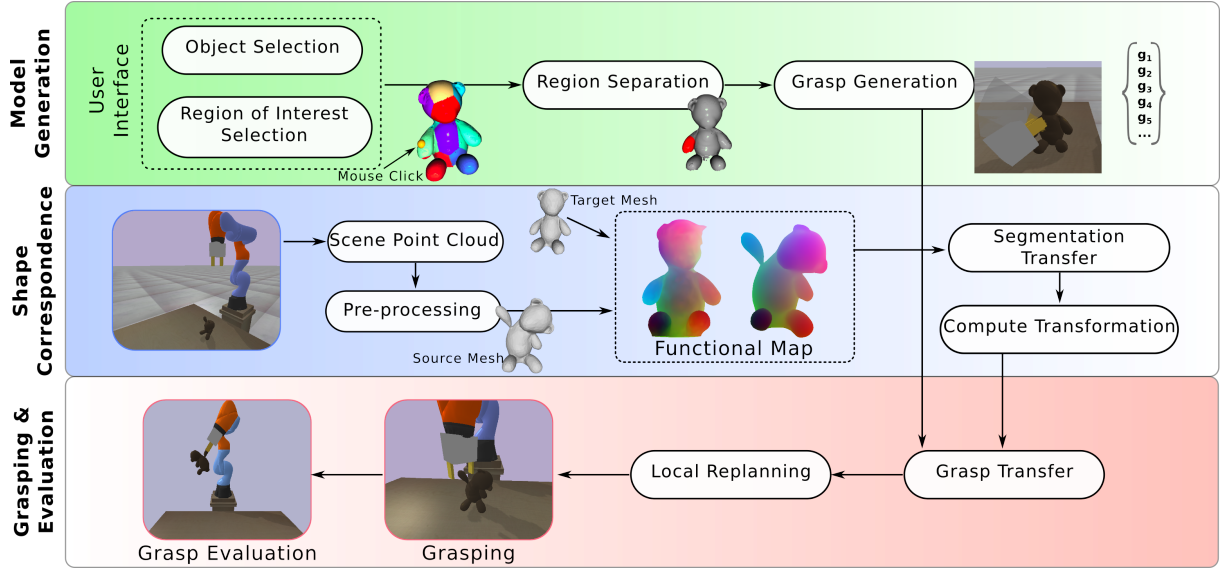 Model
Generation
User
Interface
Object Selection
Region of Interest
Selection
Mouse Click
Region Separation
Grasp Generation
g1
g2
g3
g4
g5
...
Shape
Correspondence
Scene Point Cloud
Pre-processing
Target Mesh
Source Mesh
Functional Map
Segmentation
Transfer
Compute Transformation
Grasping &
Evaluation
Grasp Evaluation
Grasping
Local Replanning
Grasp Transfer